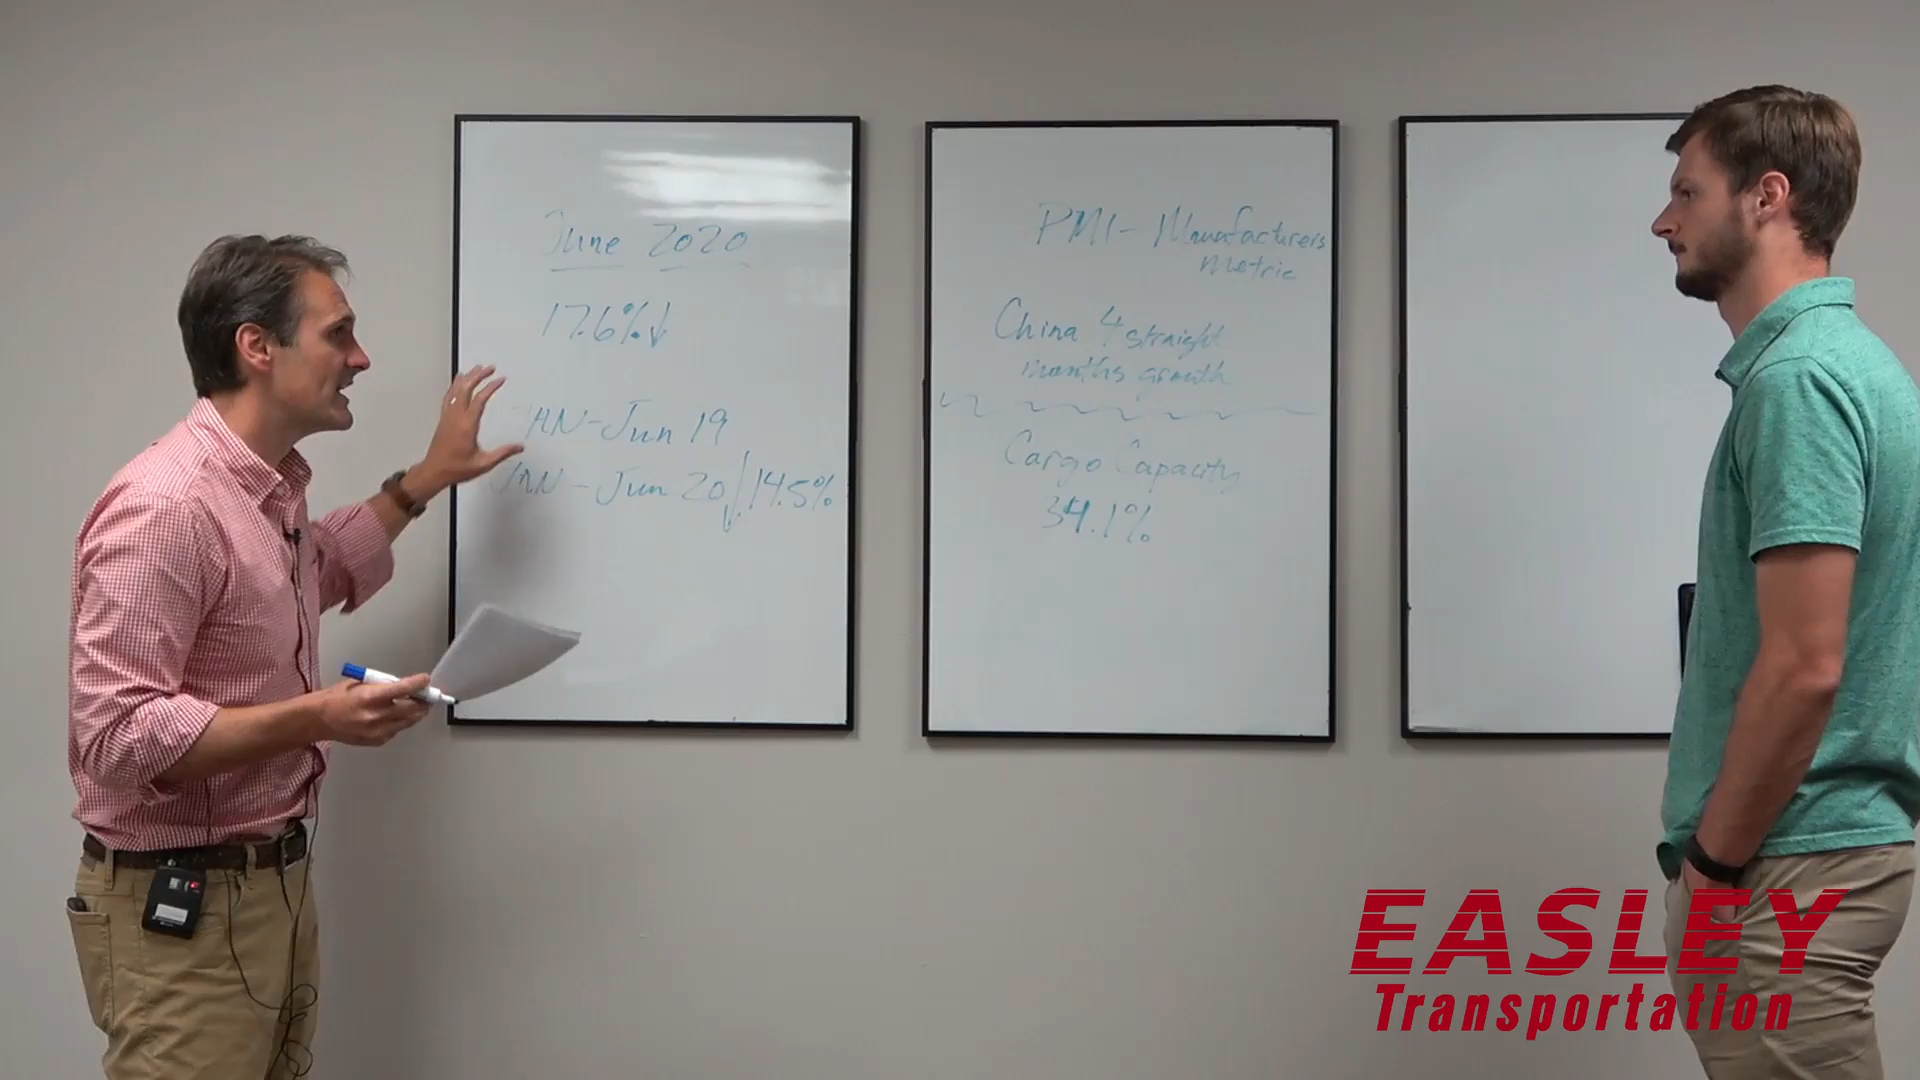 June 2020
17.6%↓
JAN-Jun 19
JAN-Jun 20↓14.5%
PMI- Manufacturers
Metric
China 4 straight
months growth
Cargo Capacity
34.1%
EASLEY
Transportation